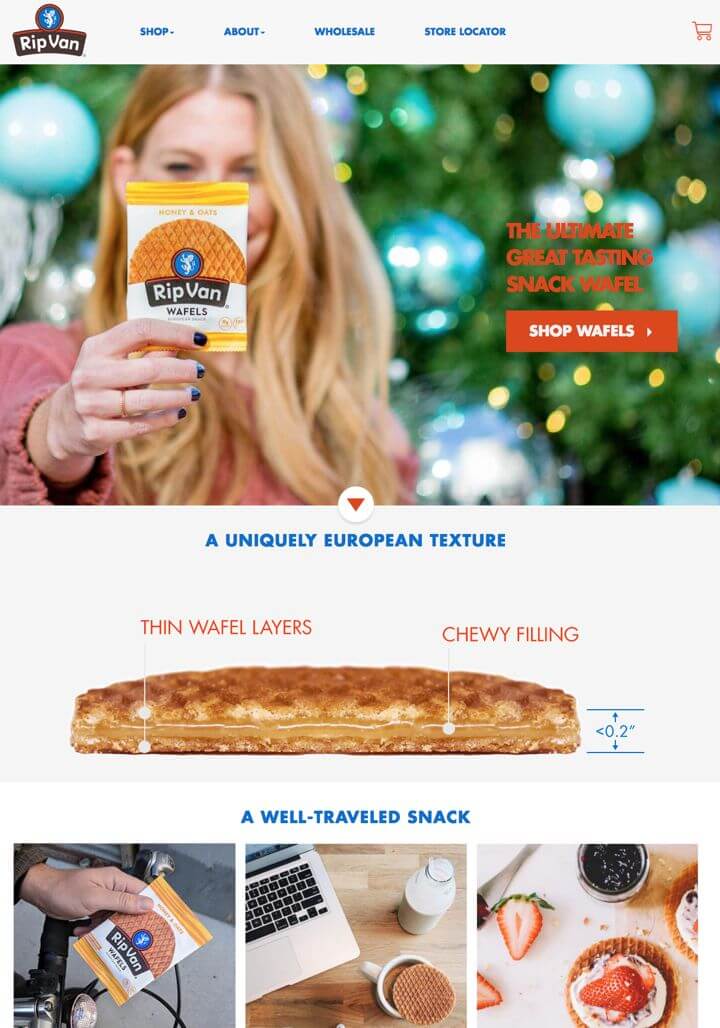 Rip Van
SHOP
ABOUT
WHOLESALE
STORE LOCATOR
HONEY & OATS
Rip Van
WAFELS
EUROPEAN SNACK
THE ULTIMATE
GREAT TASTING
SNACK WAFEL
SHOP WAFELS
A UNIQUELY EUROPEAN TEXTURE
THIN WAFEL LAYERS
CHEWY FILLING
<0.2”
A WELL-TRAVELED SNACK
HONEY & OATS
Rip Van
WAFELS